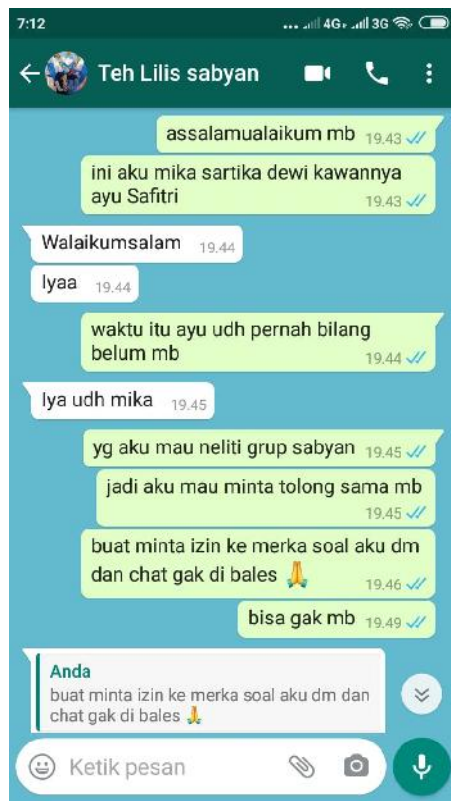 7:12 ... 4G+ 3G
Teh Lilis sabyan
assalamualaikum mb 19.43
ini aku mika sartika dewi kawannya
ayu Safitri 19.43
Walaikumsalam 19.44
Iyaa 19.44
waktu itu ayu udh pernah bilang
belum mb 19.44
Iya udh mika 19.45
yg aku mau neliti grup sabyan 19.45
jadi aku mau minta tolong sama mb
19.45
buat minta izin ke merka soal aku dm
dan chat gak di bales 🙏 19.46
bisa gak mb 19.49
Anda
buat minta izin ke merka soal aku dm dan
chat gak di bales 🙏
Ketik pesan